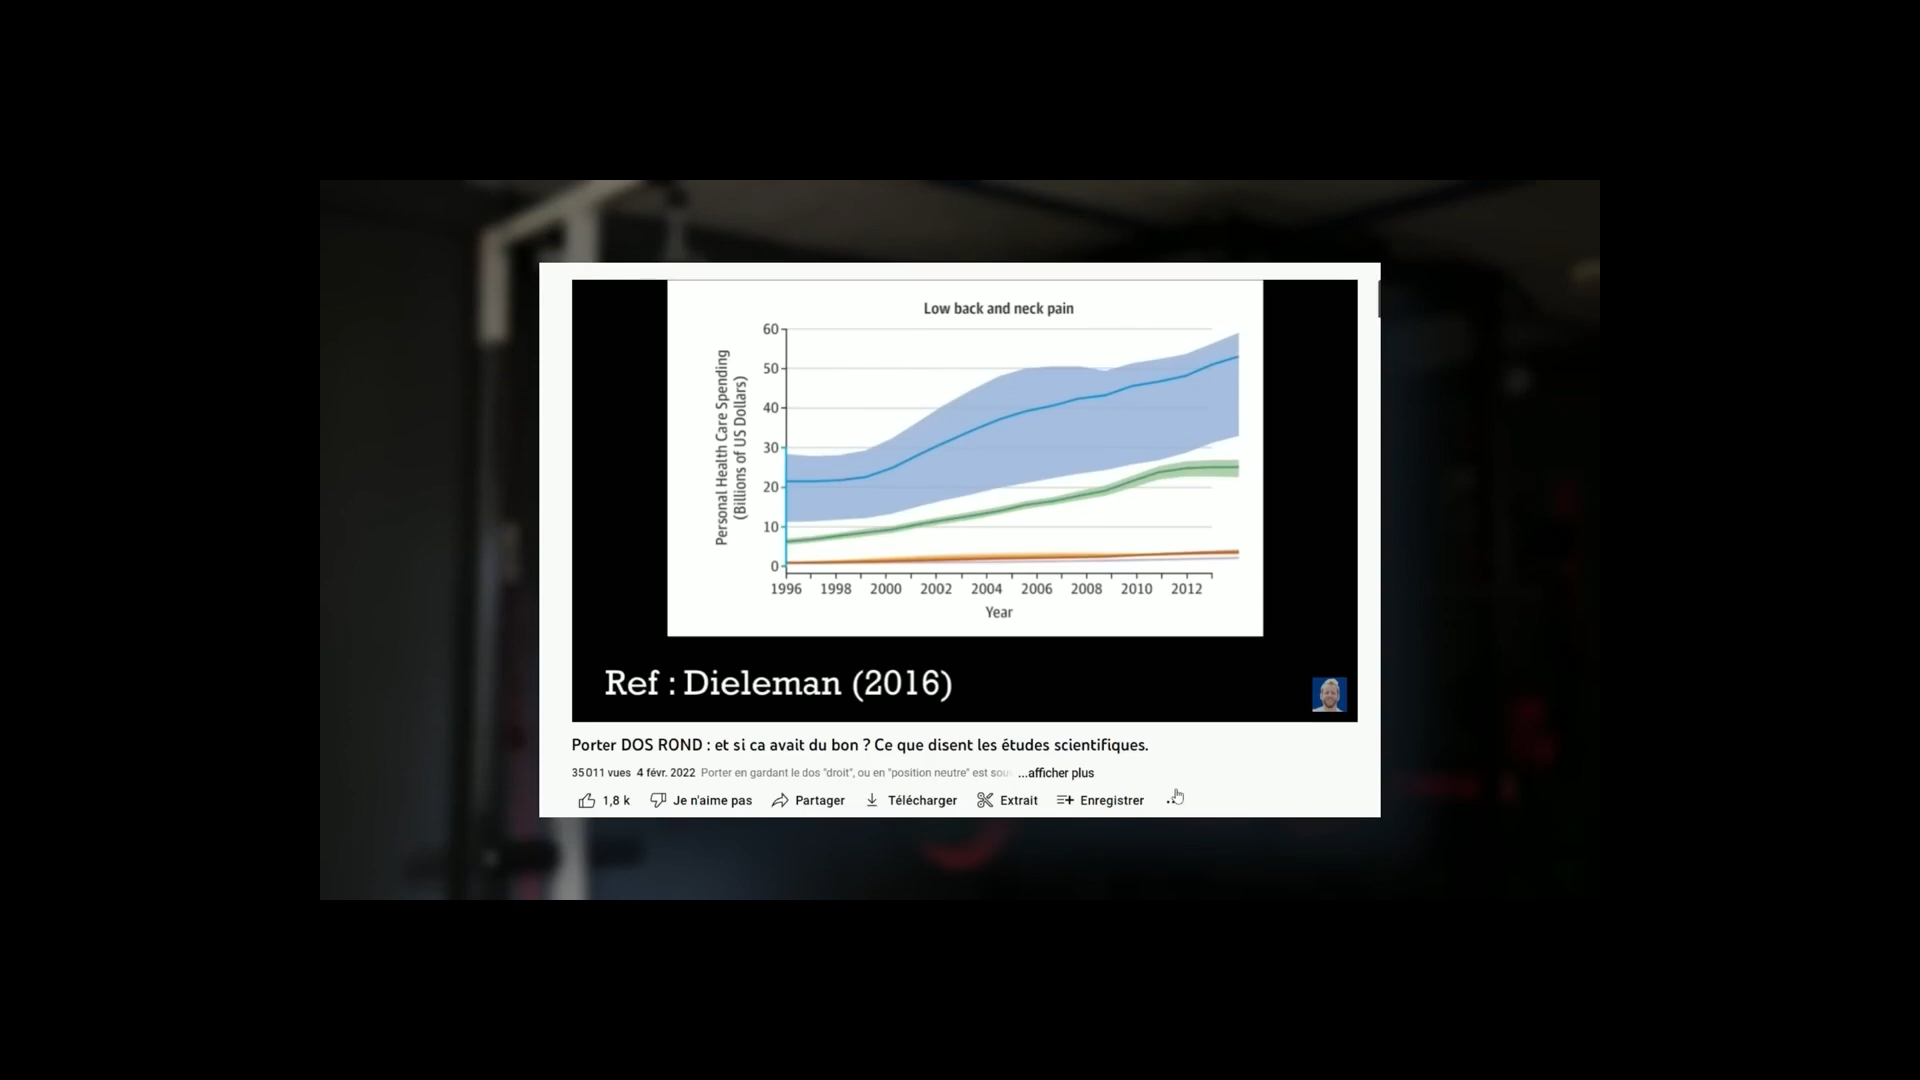 Low back and neck pain
Personal Health Care Spending
(Billions of US Dollars)
60
50
40
30
20
10
0
1996 1998 2000 2002 2004 2006 2008 2010 2012
Year
Ref : Dieleman (2016)
Porter DOS ROND : et si ca avait du bon ? Ce que disent les études scientifiques.
35 011 vues 4 févr. 2022 Porter en gardant le dos "droit", ou en "position neutre" est ...afficher plus
1,8 k Je n'aime pas Partager Télécharger Extrait Enregistrer